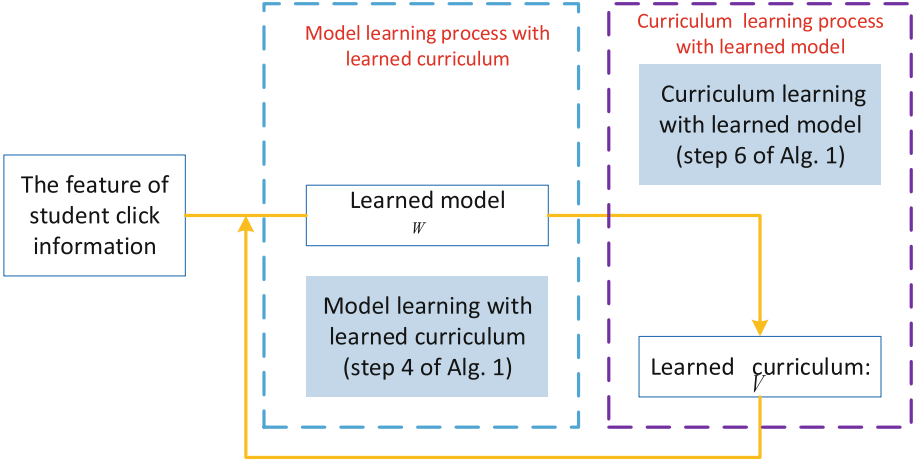 The feature of
student click
information
Model learning process with
learned curriculum
Learned model
W
Model learning with
learned curriculum
(step 4 of Alg. 1)
Curriculum learning process
with learned model
Curriculum learning
with learned model
(step 6 of Alg. 1)
Learned curriculum:
V